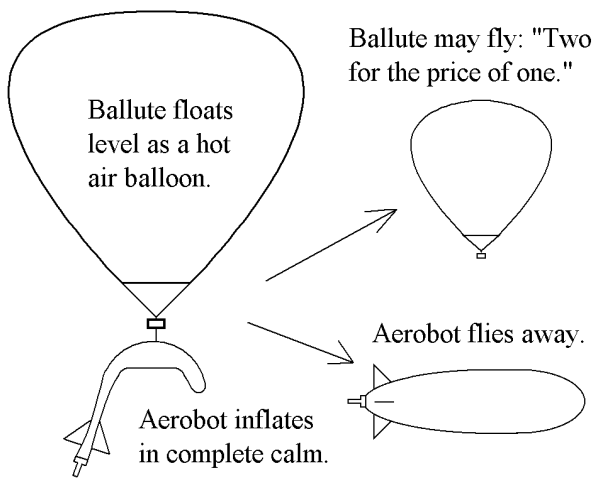 Ballute may fly: "Two
for the price of one."
Ballute floats
level as a hot
air balloon.
Aerobot flies away.
Aerobot inflates
in complete calm.